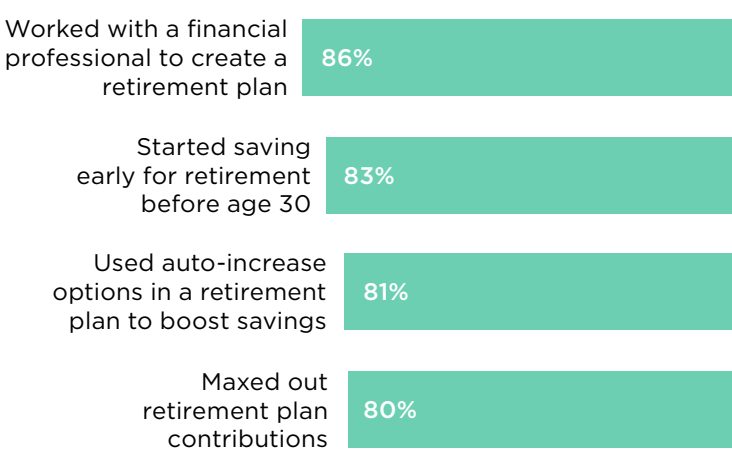 Worked with a financial
professional to create a
retirement plan
86%
Started saving
early for retirement
before age 30
83%
Used auto-increase
options in a retirement
plan to boost savings
81%
Maxed out
retirement plan
contributions
80%